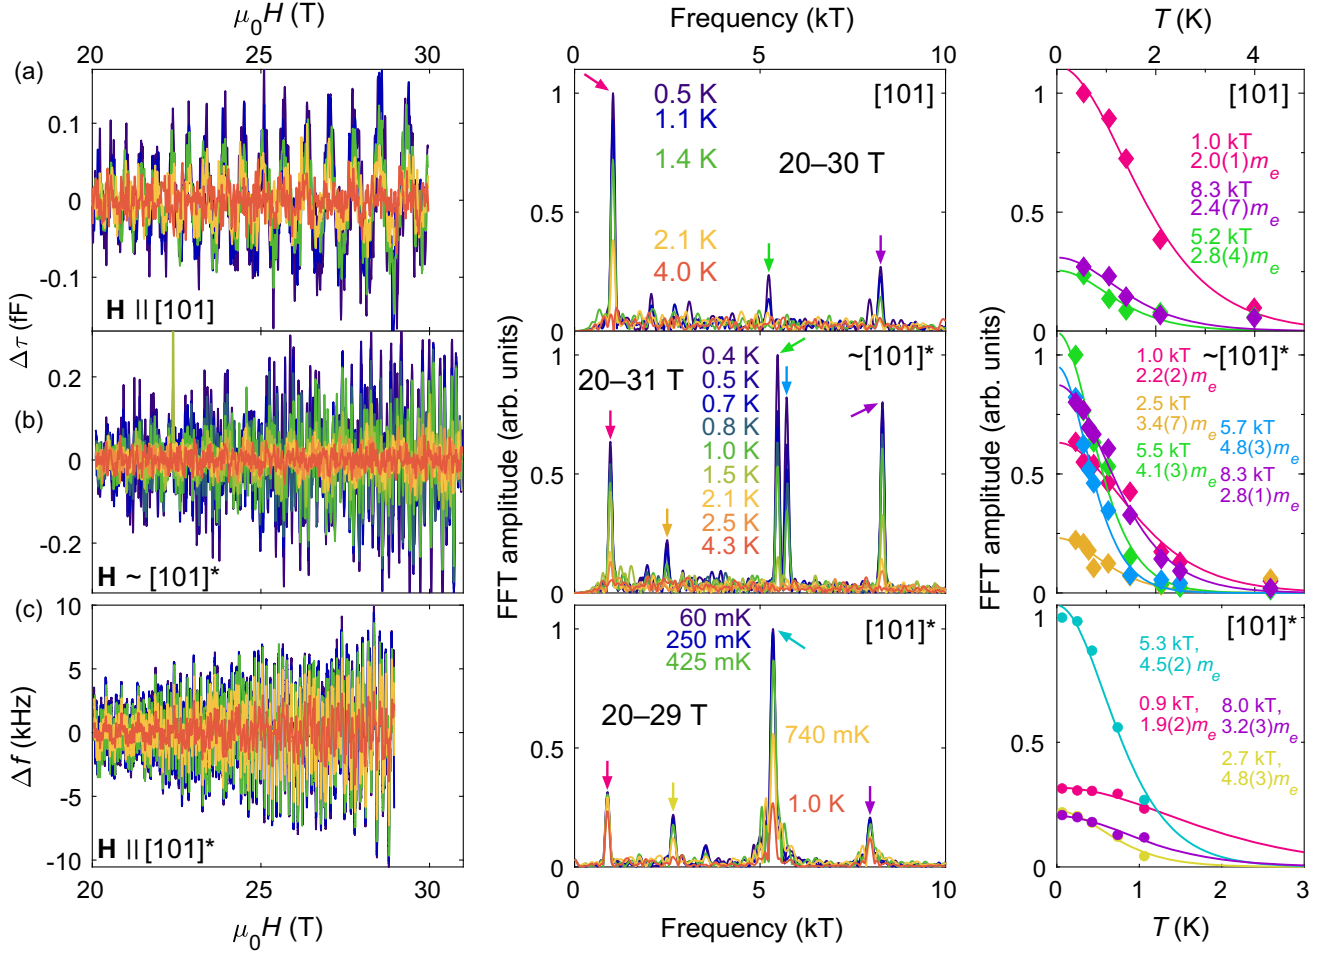 μ₀H (T)
20 25 30
(a)
0.1
0
-0.1
H || [101]
Δτ (fF)
(b)
0.2
0
-0.2
H ~ [101]*
(c)
10
5
0
-5
-10
Δf (kHz)
H || [101]*
20 25 30
μ₀H (T)
Frequency (kT)
0 5 10
1
0.5
0
0.5 K
1.1 K
1.4 K
2.1 K
4.0 K
[101]
20–30 T
FFT amplitude (arb. units)
1
0.5
0
20–31 T
0.4 K
0.5 K
0.7 K
0.8 K
1.0 K
1.5 K
2.1 K
2.5 K
4.3 K
~[101]*
1
0.5
0
60 mK
250 mK
425 mK
[101]*
20–29 T
740 mK
1.0 K
0 5 10
Frequency (kT)
T (K)
0 2 4
1
0.5
0
[101]
1.0 kT
2.0(1)mₑ
8.3 kT
2.4(7)mₑ
5.2 kT
2.8(4)mₑ
FFT amplitude (arb. units)
1
0.5
0
~[101]*
1.0 kT
2.2(2)mₑ
2.5 kT
3.4(7)mₑ
5.5 kT
4.1(3)mₑ
5.7 kT
4.8(3)mₑ
8.3 kT
2.8(1)mₑ
1
0.5
0
[101]*
5.3 kT,
4.5(2) mₑ
0.9 kT,
1.9(2)mₑ
8.0 kT,
3.2(3)mₑ
2.7 kT,
4.8(3)mₑ
0 1 2 3
T (K)